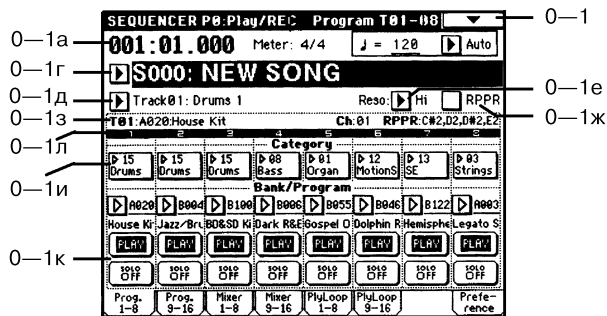 SEQUENCER P0:Play/REC Program T01-08
0—1
0—1а
001:01.000 Meter: 4/4 ♩ = 120 Auto
0—1г
S000: NEW SONG
0—1е
0—1д
Track01: Drums 1 Reso: Hi RPPR
0—1ж
0—1з
T01:A020:House Kit Ch:01 RPPR:C#2,D2,D#2,E2
0—1л
1 2 3 4 5 6 7 8
Category
0—1и
15 Drums 15 Drums 15 Drums 08 Bass 01 Organ 12 MotionS 13 SE 03 Strings
Bank/Program
A020 B004 B100 B006 B055 B046 B122 A003
House Kit Jazz/Bru BD&SD Ki Dark R&B Gospel O Dolphin R Hemisphe Legato S
PLAY PLAY PLAY PLAY PLAY PLAY PLAY PLAY
0—1к
SOLO OFF SOLO OFF SOLO OFF SOLO OFF SOLO OFF SOLO OFF SOLO OFF SOLO OFF
Prog. 1-8 Prog. 9-16 Mixer 1-8 Mixer 9-16 PlyLoop 1-8 PlyLoop 9-16 Prefe-rence